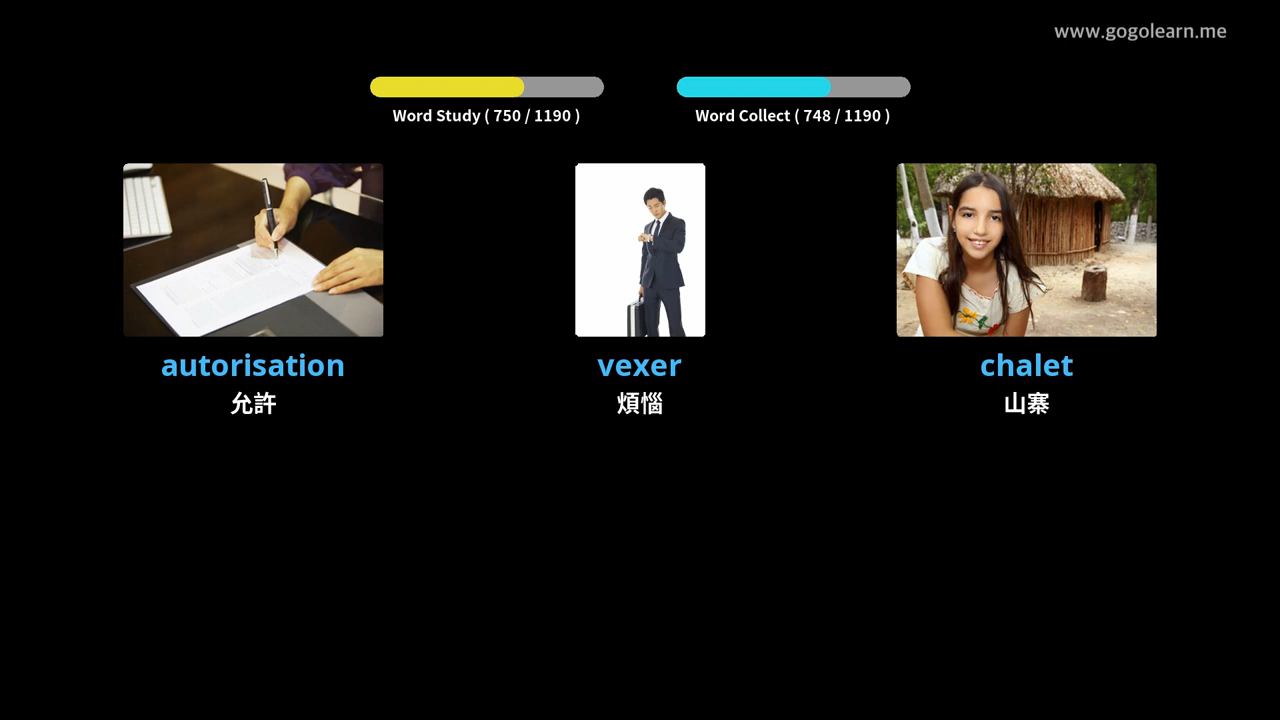 www.gogolearn.me
Word Study ( 750 / 1190 )
Word Collect ( 748 / 1190 )
autorisation
vexer
chalet
允許
煩惱
山寨